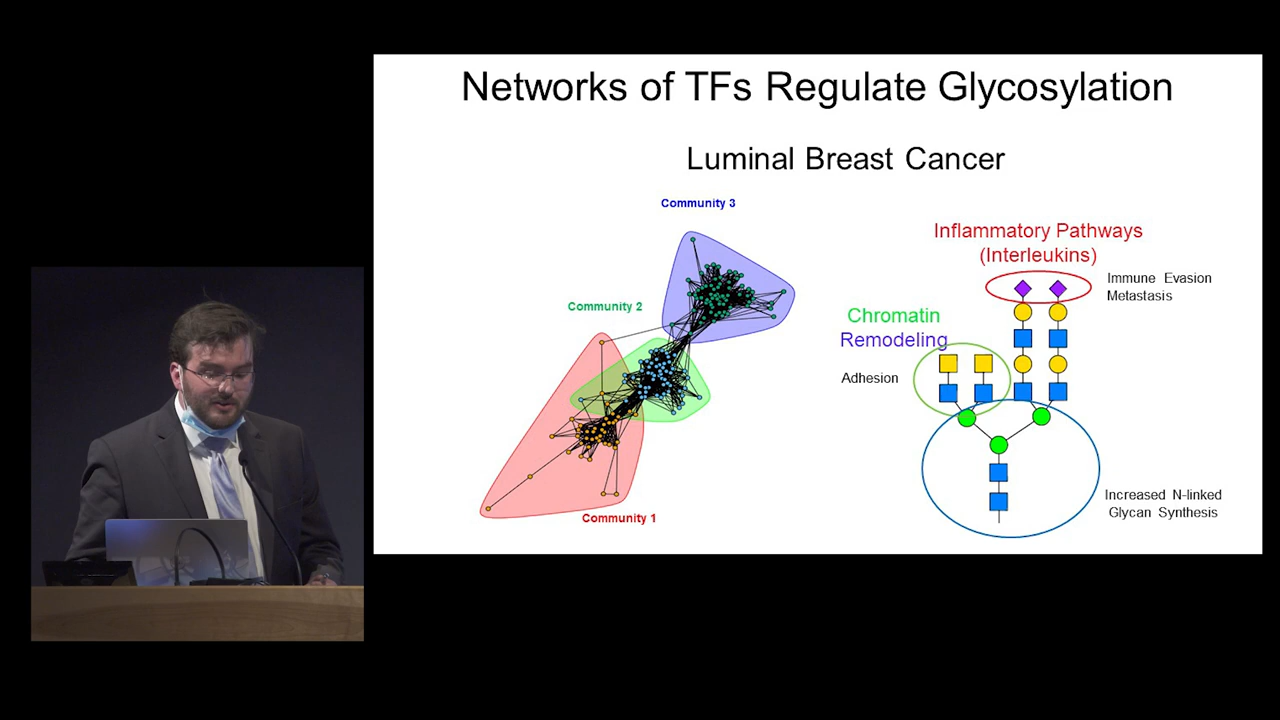 Networks of TFs Regulate Glycosylation
Luminal Breast Cancer
Community 3
Community 2
Community 1
Inflammatory Pathways
(Interleukins)
Immune Evasion
Metastasis
Chromatin
Remodeling
Adhesion
Increased N-linked
Glycan Synthesis